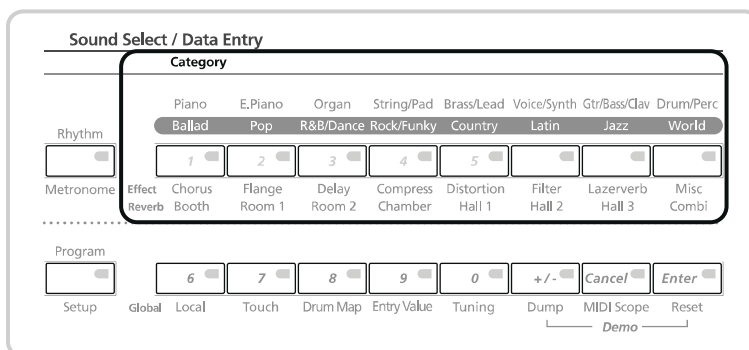 Sound Select / Data Entry
Category
Piano E.Piano Organ String/Pad Brass/Lead Voice/Synth Gtr/Bass/Clav Drum/Perc
Rhythm Ballad Pop R&B/Dance Rock/Funky Country Latin Jazz World
1 2 3 4 5
Metronome Effect Chorus Flange Delay Compress Distortion Filter Lazerverb Misc
Reverb Booth Room 1 Room 2 Chamber Hall 1 Hall 2 Hall 3 Combi
Program
6 7 8 9 0 +/- Cancel Enter
Setup Global Local Touch Drum Map Entry Value Tuning Dump MIDI Scope Reset
Demo